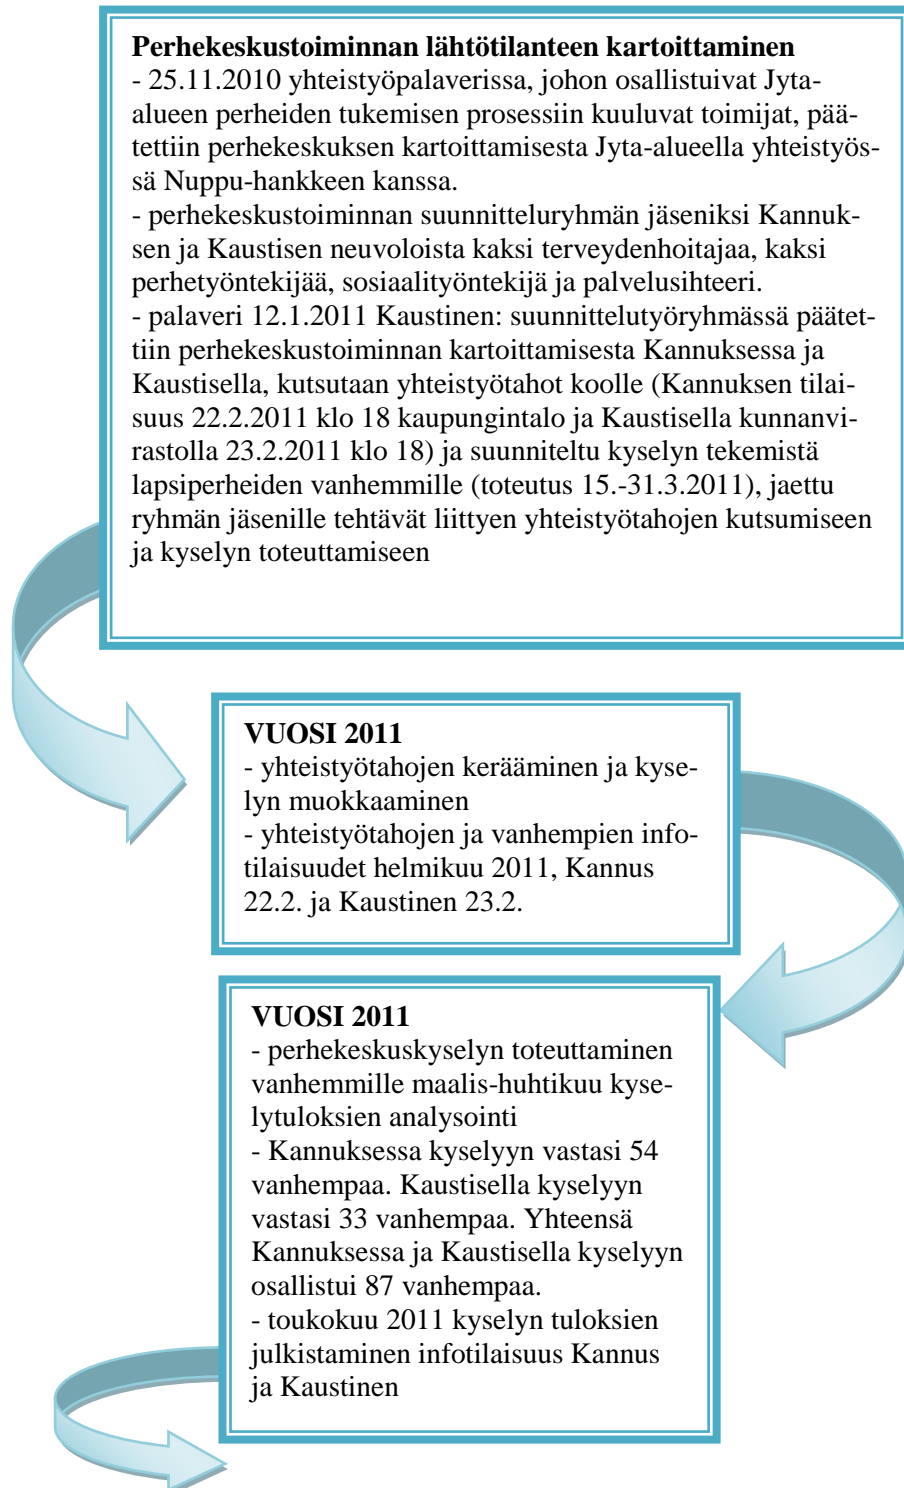 Perhekeskustoiminnan lähtötilanteen kartoittaminen
- 25.11.2010 yhteistyöpalaverissa, johon osallistuivat Jyta-
alueen perheiden tukemisen prosessiin kuuluvat toimijat, pää-
tettiin perhekeskuksen kartoittamisesta Jyta-alueella yhteistyös-
sä Nuppu-hankkeen kanssa.
- perhekeskustoiminnan suunnitteluryhmän jäseniksi Kannuk-
sen ja Kaustisen neuvoloista kaksi terveydenhoitajaa, kaksi
perhetyöntekijää, sosiaalityöntekijä ja palvelusihteeri.
- palaveri 12.1.2011 Kaustinen: suunnittelutyöryhmässä päätet-
tiin perhekeskustoiminnan kartoittamisesta Kannuksessa ja
Kaustisella, kutsutaan yhteistyötahot koolle (Kannuksen tilai-
suus 22.2.2011 klo 18 kaupungintalo ja Kaustisella kunnanvi-
rastolla 23.2.2011 klo 18) ja suunniteltu kyselyn tekemistä
lapsiperheiden vanhemmille (toteutus 15.-31.3.2011), jaettu
ryhmän jäsenille tehtävät liittyen yhteistyötahojen kutsumiseen
ja kyselyn toteuttamiseen
VUOSI 2011
- yhteistyötahojen kerääminen ja kyse-
lyn muokkaaminen
- yhteistyötahojen ja vanhempien info-
tilaisuudet helmikuu 2011, Kannus
22.2. ja Kaustinen 23.2.
VUOSI 2011
- perhekeskuskyselyn toteuttaminen
vanhemmille maalis-huhtikuu kyse-
lytuloksien analysointi
- Kannuksessa kyselyyn vastasi 54
vanhempaa. Kaustisella kyselyyn
vastasi 33 vanhempaa. Yhteensä
Kannuksessa ja Kaustisella kyselyyn
osallistui 87 vanhempaa.
- toukokuu 2011 kyselyn tuloksien
julkistaminen infotilaisuus Kannus
ja Kaustinen